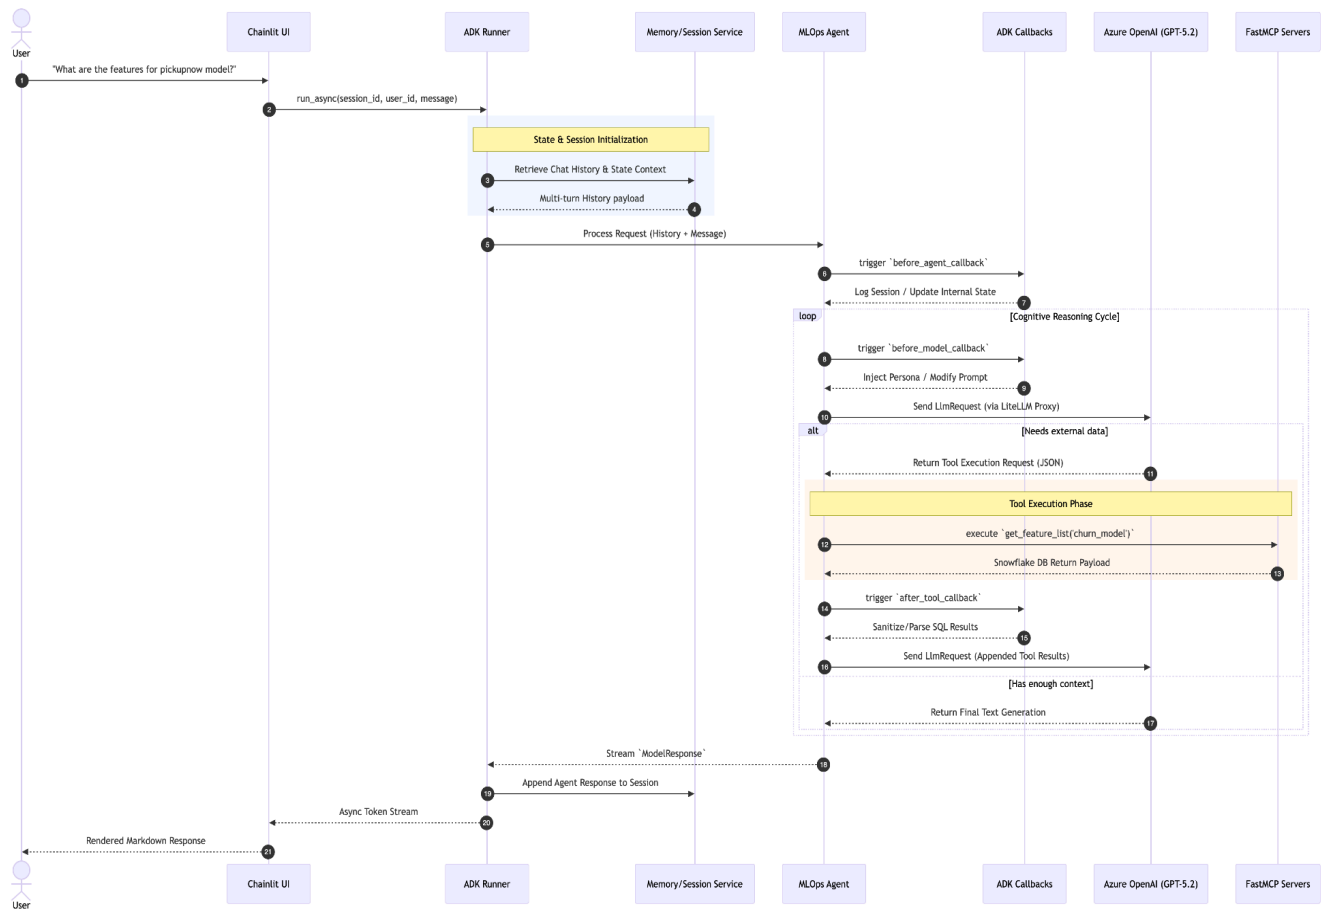 User
Chainlit UI
ADK Runner
Memory/Session Service
MLOps Agent
ADK Callbacks
Azure OpenAI (GPT-5.2)
FastMCP Servers
1
"What are the features for pickupnow model?"
2
run_async(session_id, user_id, message)
State & Session Initialization
3
Retrieve Chat History & State Context
4
Multi-turn History payload
5
Process Request (History + Message)
6
trigger `before_agent_callback`
7
Log Session / Update Internal State
loop
[Cognitive Reasoning Cycle]
8
trigger `before_model_callback`
9
Inject Persona / Modify Prompt
10
Send LlmRequest (via LiteLLM Proxy)
alt
[Needs external data]
11
Return Tool Execution Request (JSON)
Tool Execution Phase
12
execute `get_feature_list('churn_model')`
13
Snowflake DB Return Payload
14
trigger `after_tool_callback`
15
Sanitize/Parse SQL Results
16
Send LlmRequest (Appended Tool Results)
[Has enough context]
17
Return Final Text Generation
18
Stream `ModelResponse`
19
Append Agent Response to Session
20
Async Token Stream
21
Rendered Markdown Response
User
Chainlit UI
ADK Runner
Memory/Session Service
MLOps Agent
ADK Callbacks
Azure OpenAI (GPT-5.2)
FastMCP Servers